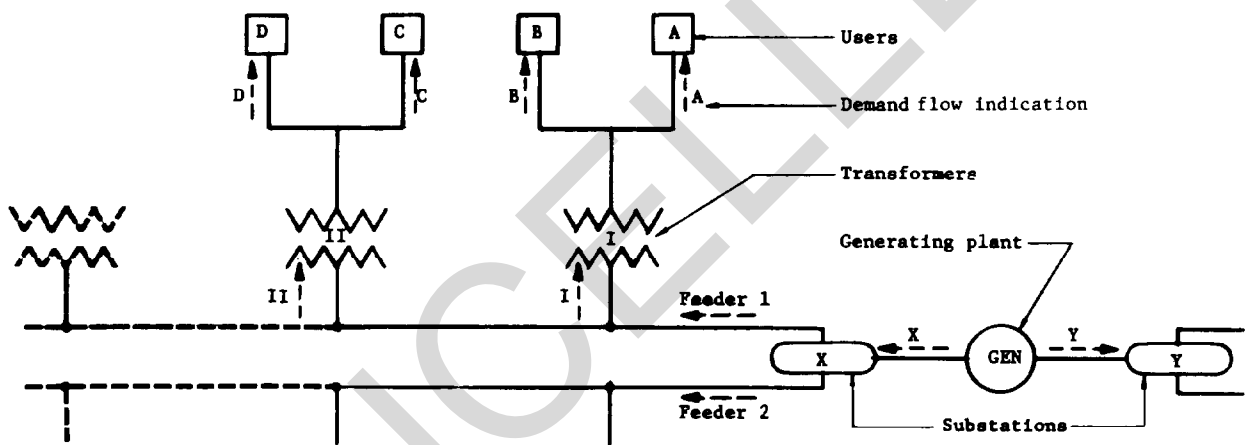 D
C
B
A
Users
D
C
B
A
Demand flow indication
Transformers
II
I
Generating plant
II
I
Feeder 1
X
Y
X
GEN
Y
Feeder 2
Substations